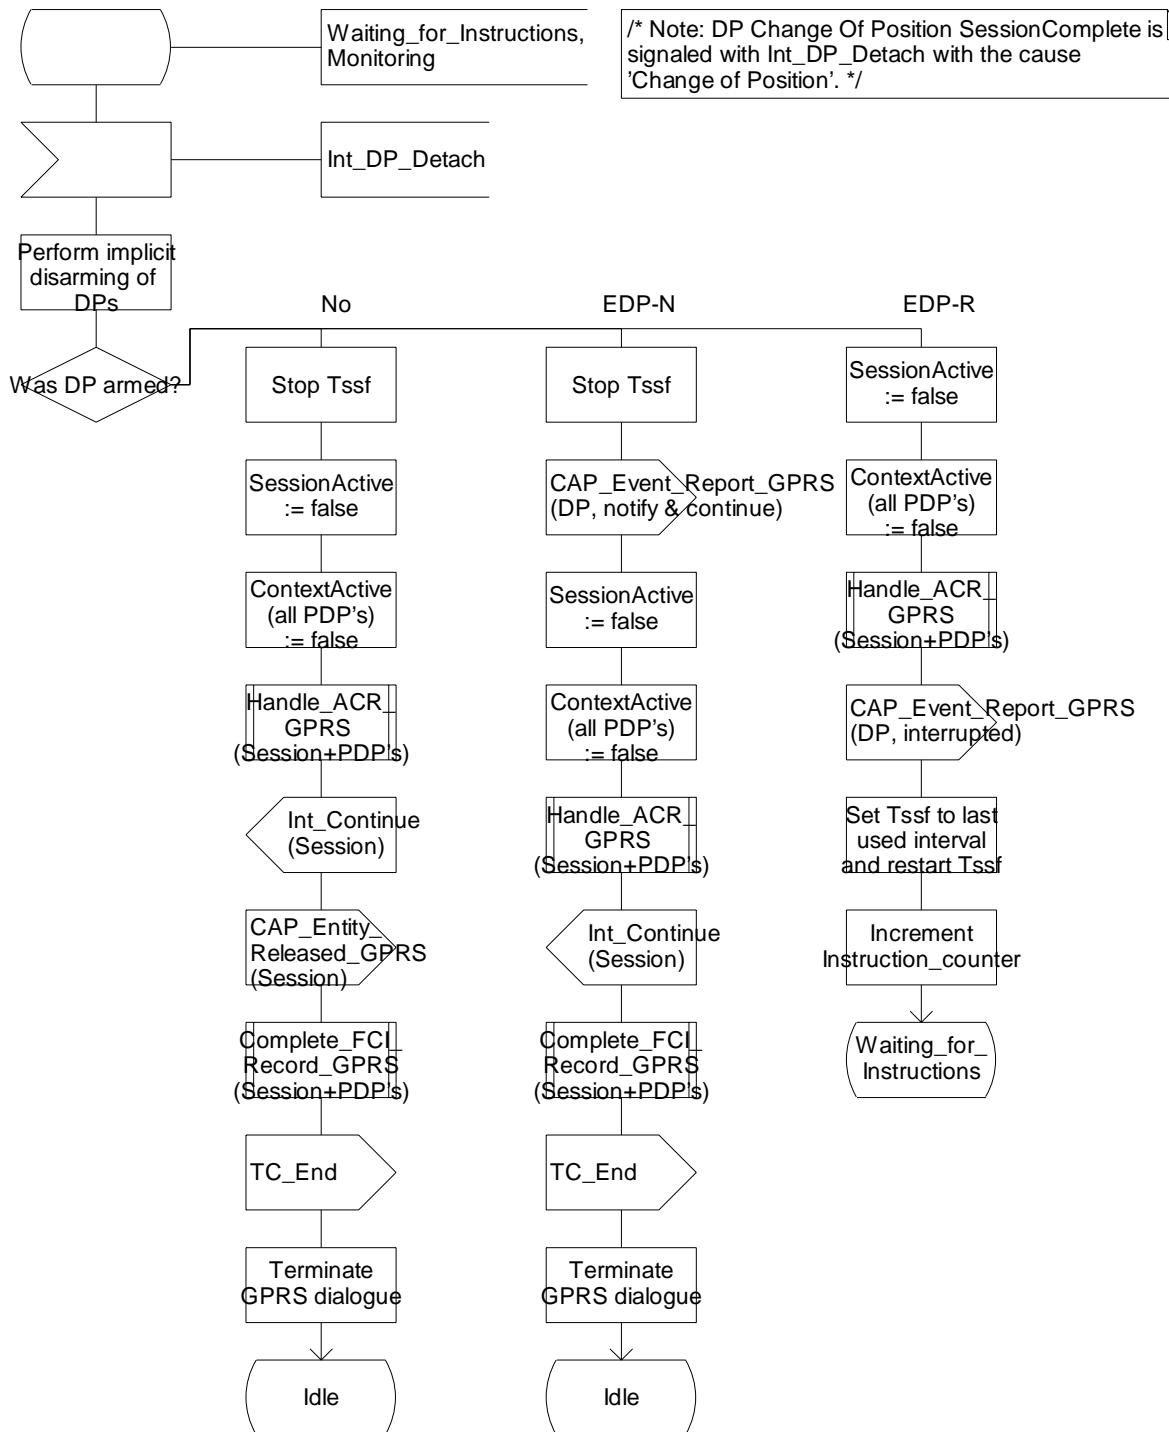 Waiting_for_Instructions,
Monitoring
/* Note: DP Change Of Position SessionComplete is
signaled with Int_DP_Detach with the cause
’Change of Position’. */
Int_DP_Detach
Perform implicit
disarming of
DPs
Was DP armed?
No
Stop Tssf
SessionActive
:= false
ContextActive
(all PDP’s)
:= false
Handle_ACR_
GPRS
(Session+PDP’s)
Int_Continue
(Session)
CAP_Entity_
Released_GPRS
(Session)
Complete_FCI_
Record_GPRS
(Session+PDP’s)
TC_End
Terminate
GPRS dialogue
Idle
EDP-N
Stop Tssf
CAP_Event_Report_GPRS
(DP, notify & continue)
SessionActive
:= false
ContextActive
(all PDP’s)
:= false
Handle_ACR_
GPRS
(Session+PDP’s)
Int_Continue
(Session)
Complete_FCI_
Record_GPRS
(Session+PDP’s)
TC_End
Terminate
GPRS dialogue
Idle
EDP-R
SessionActive
:= false
ContextActive
(all PDP’s)
:= false
Handle_ACR_
GPRS
(Session+PDP’s)
CAP_Event_Report_GPRS
(DP, interrupted)
Set Tssf to last
used interval
and restart Tssf
Increment
Instruction_counter
Waiting_for_
Instructions